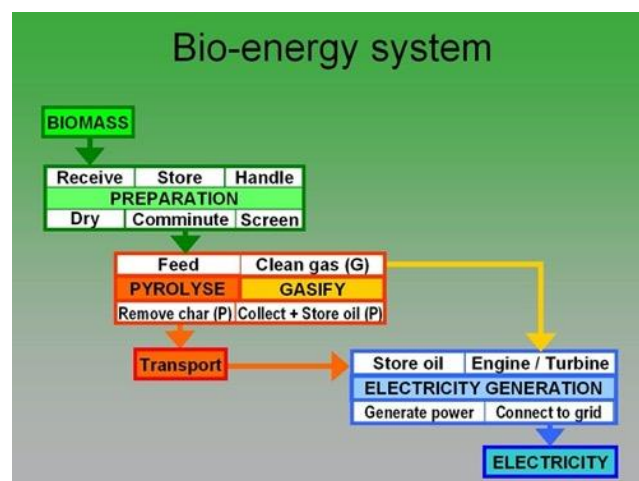 Bio-energy system
BIOMASS
Receive Store Handle
PREPARATION
Dry Comminute Screen
Feed Clean gas (G)
PYROLYSE GASIFY
Remove char (P) Collect + Store oil (P)
Transport
Store oil Engine / Turbine
ELECTRICITY GENERATION
Generate power Connect to grid
ELECTRICITY